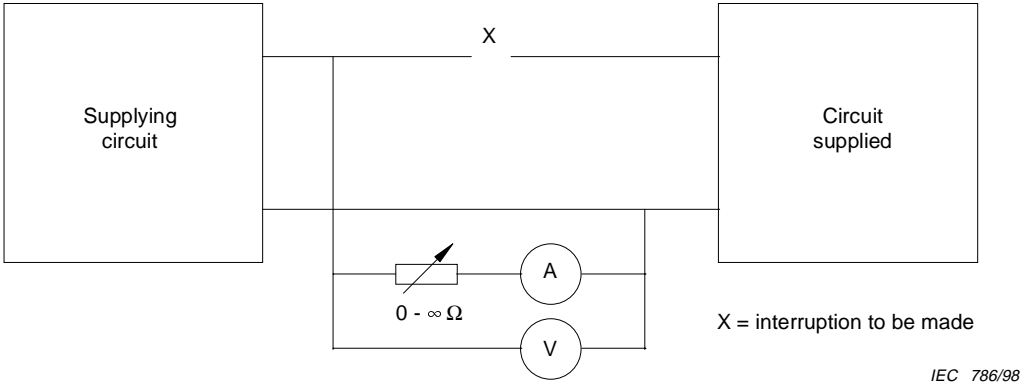 X
Supplying
circuit
Circuit
supplied
A
0 - ∞ Ω
X = interruption to be made
V
IEC 786/98